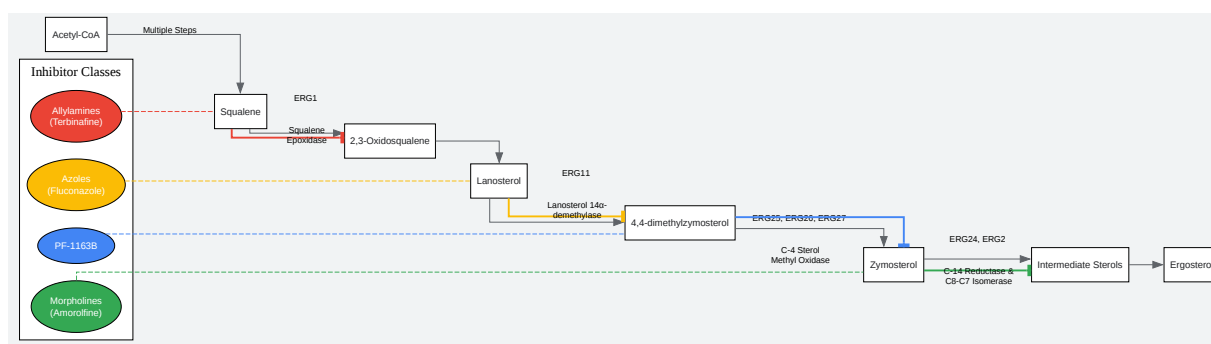 Acetyl-CoA
Multiple Steps
Inhibitor Classes
Allylamines
(Terbinafine)
Squalene
ERG1
Squalene
Epoxidase
2,3-Oxidosqualene
Azoles
(Fluconazole)
Lanosterol
ERG11
Lanosterol 14α-
demethylase
4,4-dimethylzymosterol
ERG25, ERG26, ERG27
PF-1163B
C-4 Sterol
Methyl Oxidase
Zymosterol
ERG24, ERG2
C-14 Reductase &
C8-C7 Isomerase
Intermediate Sterols
Ergostero
Morpholines
(Amorolfine)